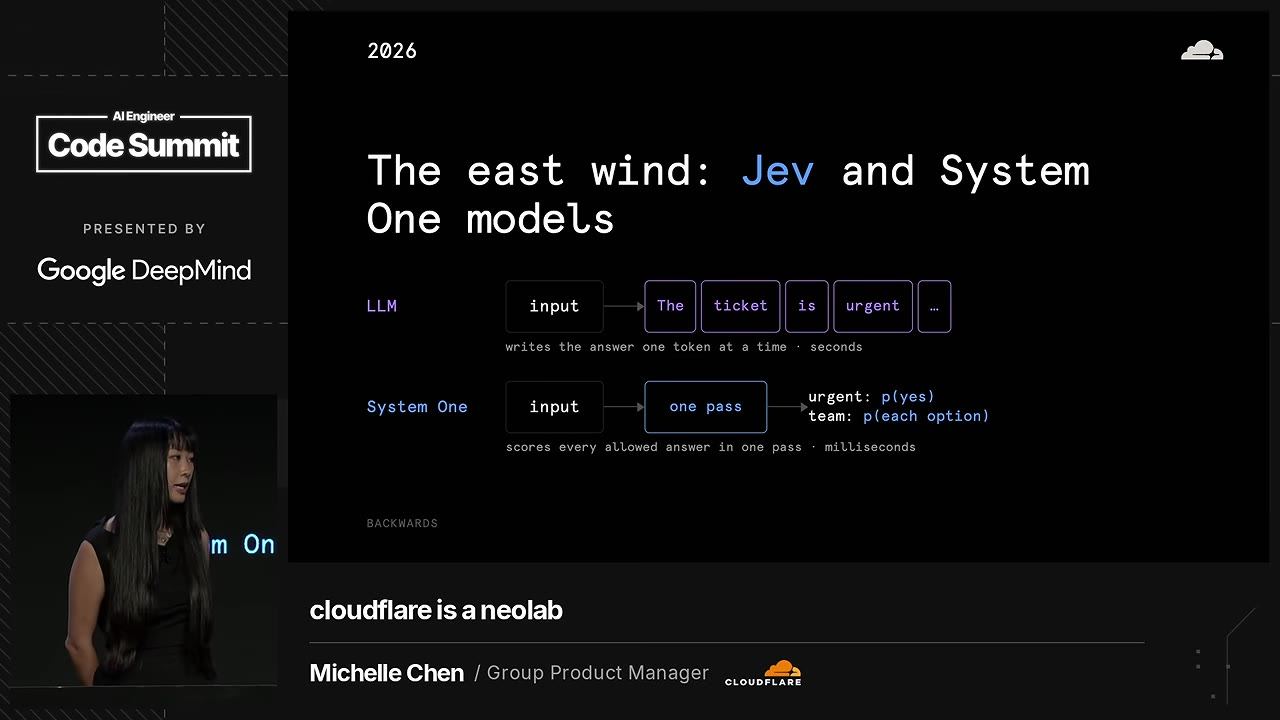 AI Engineer
Code Summit
PRESENTED BY
Google DeepMind
2026
The east wind: Jev and System
One models
LLM
input
The
ticket
is
urgent
…
writes the answer one token at a time · seconds
System One
input
one pass
urgent: p(yes)
team: p(each option)
scores every allowed answer in one pass · milliseconds
BACKWARDS
m On
cloudflare is a neolab
Michelle Chen / Group Product Manager
CLOUDFLARE